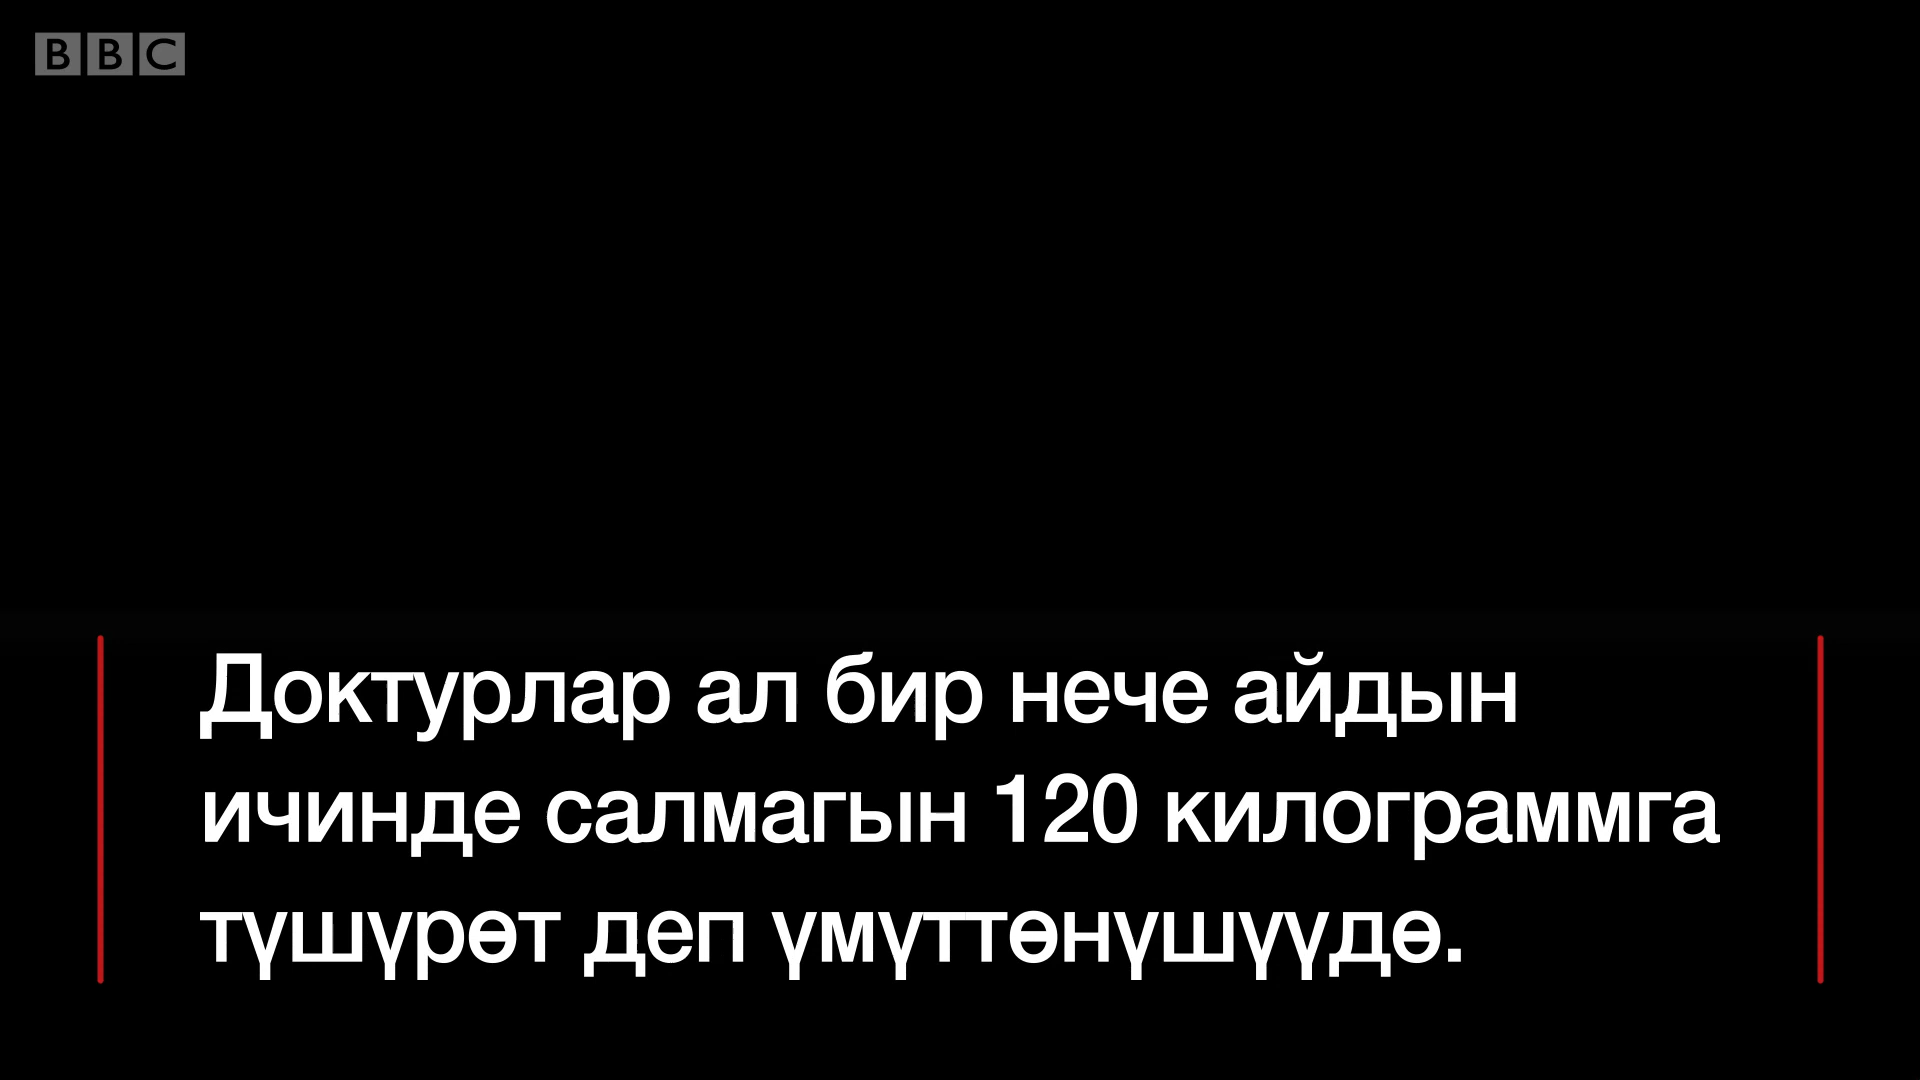 BBC
Доктурлар ал бир нече айдын
ичинде салмагын 120 килограммга
түшүрөт деп үмүттөнүшүүдө.